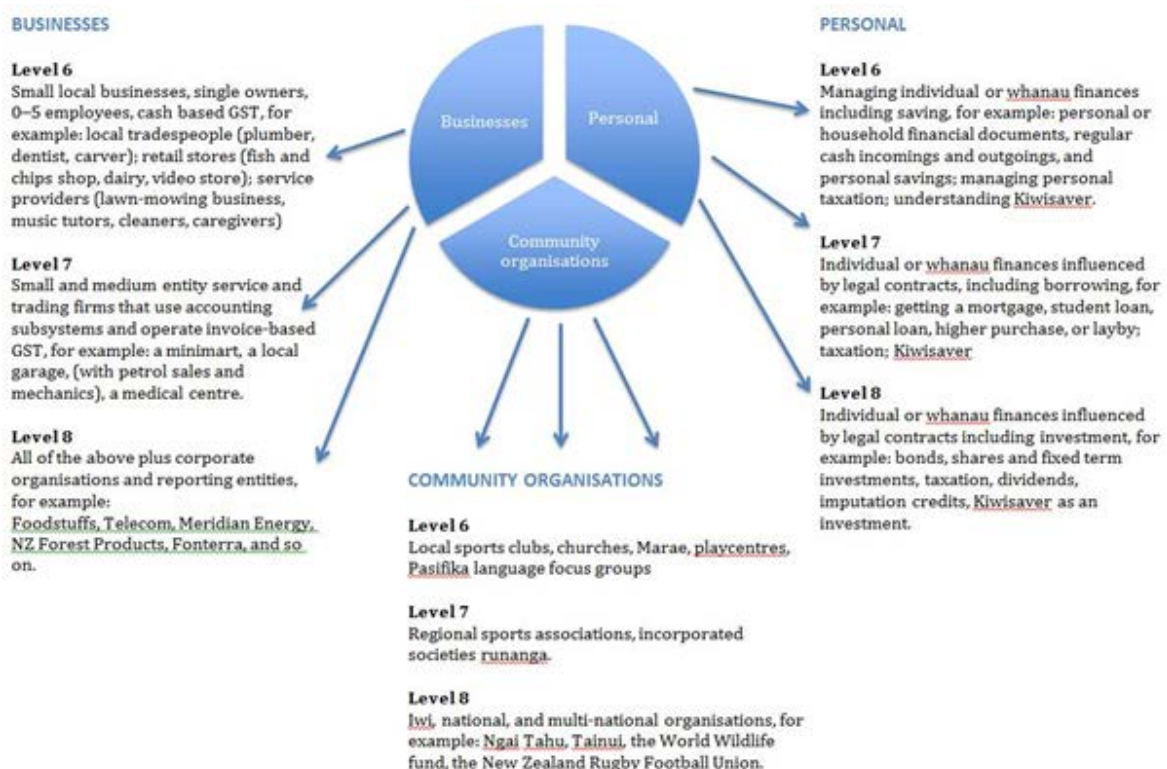 BUSINESSES
Level 6
Small local businesses, single owners,
0–5 employees, cash based GST, for
example: local tradespeople (plumber,
dentist, carver); retail stores (fish and
chips shop, dairy, video store); service
providers (lawn-mowing business,
music tutors, cleaners, caregivers)
Level 7
Small and medium entity service and
trading firms that use accounting
subsystems and operate invoice-based
GST, for example: a minimart, a local
garage, (with petrol sales and
mechanics), a medical centre.
Level 8
All of the above plus corporate
organisations and reporting entities,
for example:
Foodstuffs, Telecom, Meridian Energy,
NZ Forest Products, Fonterra, and so
on.
Businesses
Personal
Community
organisations
COMMUNITY ORGANISATIONS
Level 6
Local sports clubs, churches, Marae, playcentres,
Pasifika language focus groups
Level 7
Regional sports associations, incorporated
societies runanga.
Level 8
Iwi, national, and multi-national organisations, for
example: Ngai Tahu, Tainui, the World Wildlife
fund, the New Zealand Rugby Football Union.
PERSONAL
Level 6
Managing individual or whanau finances
including saving, for example: personal or
household financial documents, regular
cash incomings and outgoings, and
personal savings; managing personal
taxation; understanding Kiwisaver.
Level 7
Individual or whanau finances influenced
by legal contracts, including borrowing, for
example: getting a mortgage, student loan,
personal loan, higher purchase, or layby;
taxation; Kiwisaver
Level 8
Individual or whanau finances influenced
by legal contracts including investment, for
example: bonds, shares and fixed term
investments, taxation, dividends,
imputation credits, Kiwisaver as an
investment.